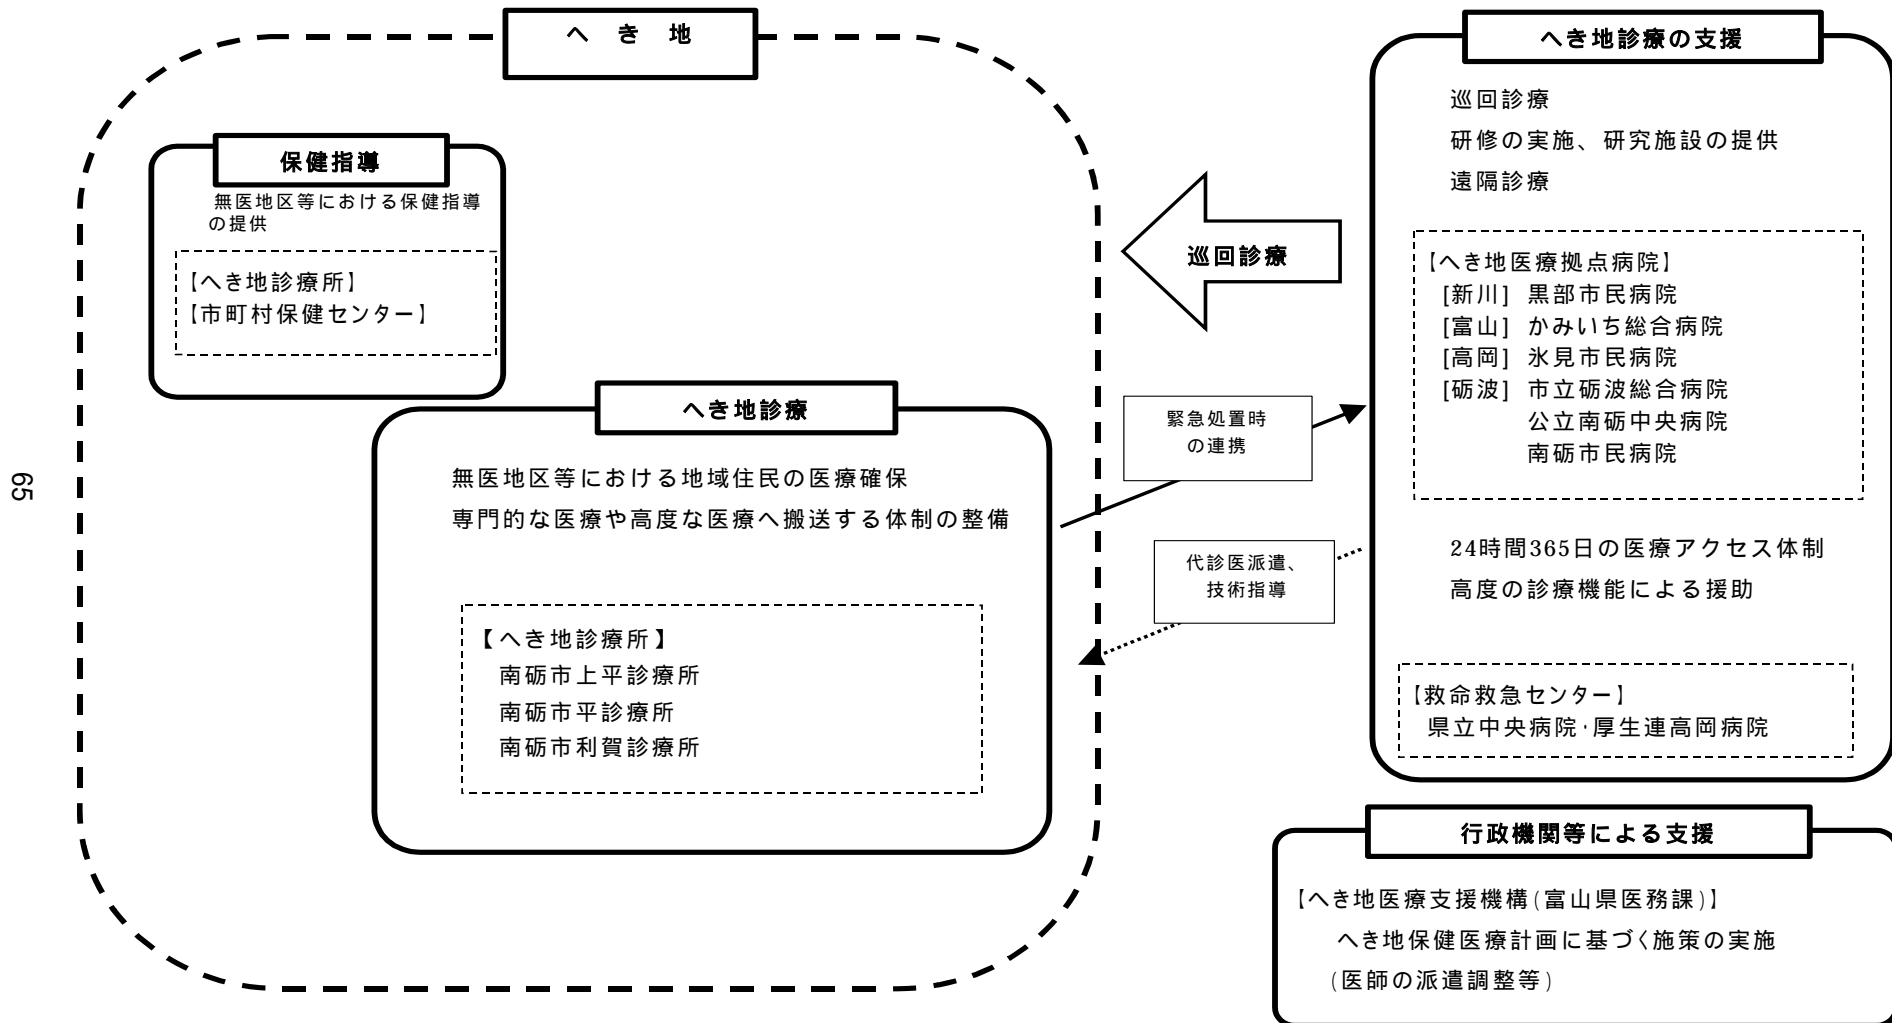 へ き 地
保健指導
無医地区等における保健指導
の提供
【へき地診療所】
【市町村保健センター】
へき地診療
無医地区等における地域住民の医療確保
専門的な医療や高度な医療へ搬送する体制の整備
【へき地診療所】
南砺市上平診療所
南砺市平診療所
南砺市利賀診療所
巡回診療
緊急処置時
の連携
代診医派遣、
技術指導
へき地診療の支援
巡回診療
研修の実施、研究施設の提供
遠隔診療
【へき地医療拠点病院】
[新川] 黒部市民病院
[富山] かみいち総合病院
[高岡] 氷見市民病院
[砺波] 市立砺波総合病院
公立南砺中央病院
南砺市民病院
24時間365日の医療アクセス体制
高度の診療機能による援助
【救命救急センター】
県立中央病院・厚生連高岡病院
行政機関等による支援
【へき地医療支援機構(富山県医務課)】
へき地保健医療計画に基づく施策の実施
(医師の派遣調整等)
65